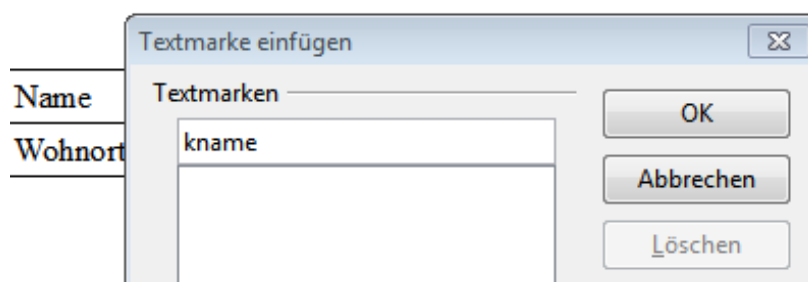 Textmarke einfügen
Name
Wohnort
Textmarken
kname
OK
Abbrechen
Löschen